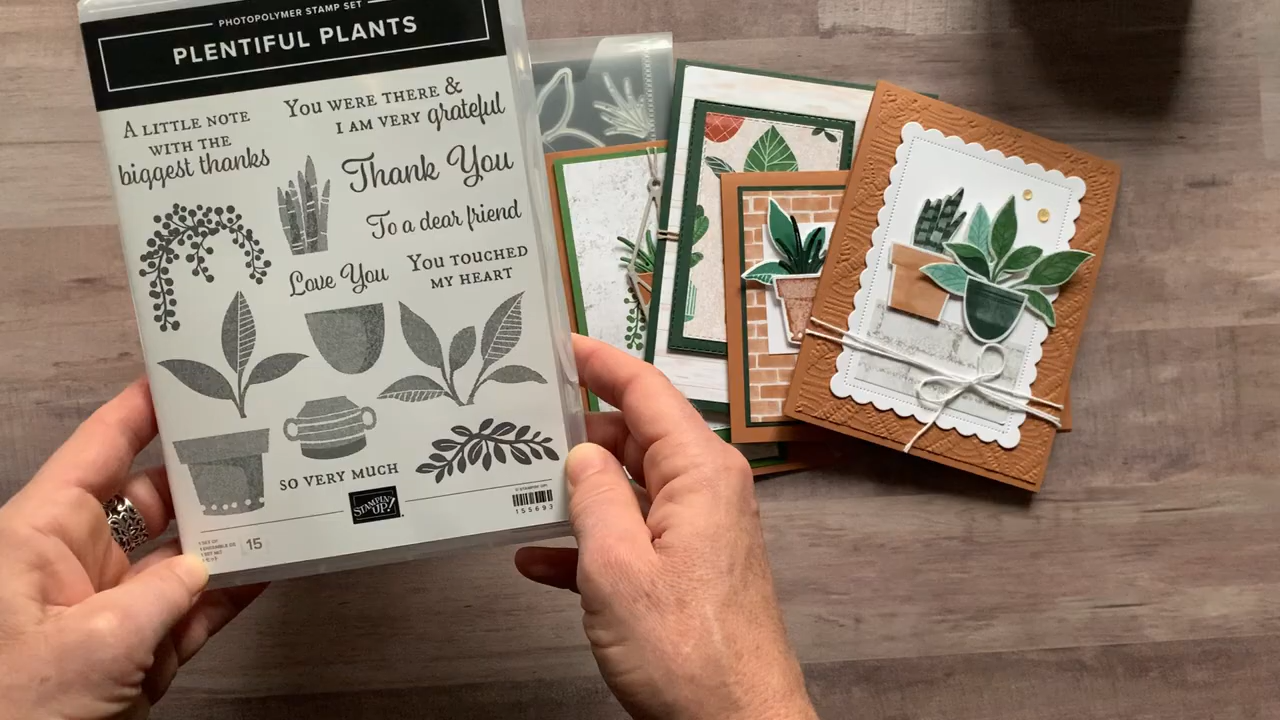 PHOTOPOLYMER STAMP SET
PLENTIFUL PLANTS
A LITTLE NOTE
WITH THE
biggest thanks
YOU WERE THERE &
I AM VERY grateful
Thank You
To a dear friend
Love You
YOU TOUCHED
MY HEART
SO VERY MUCH
STAMPIN' UP!
155693
15